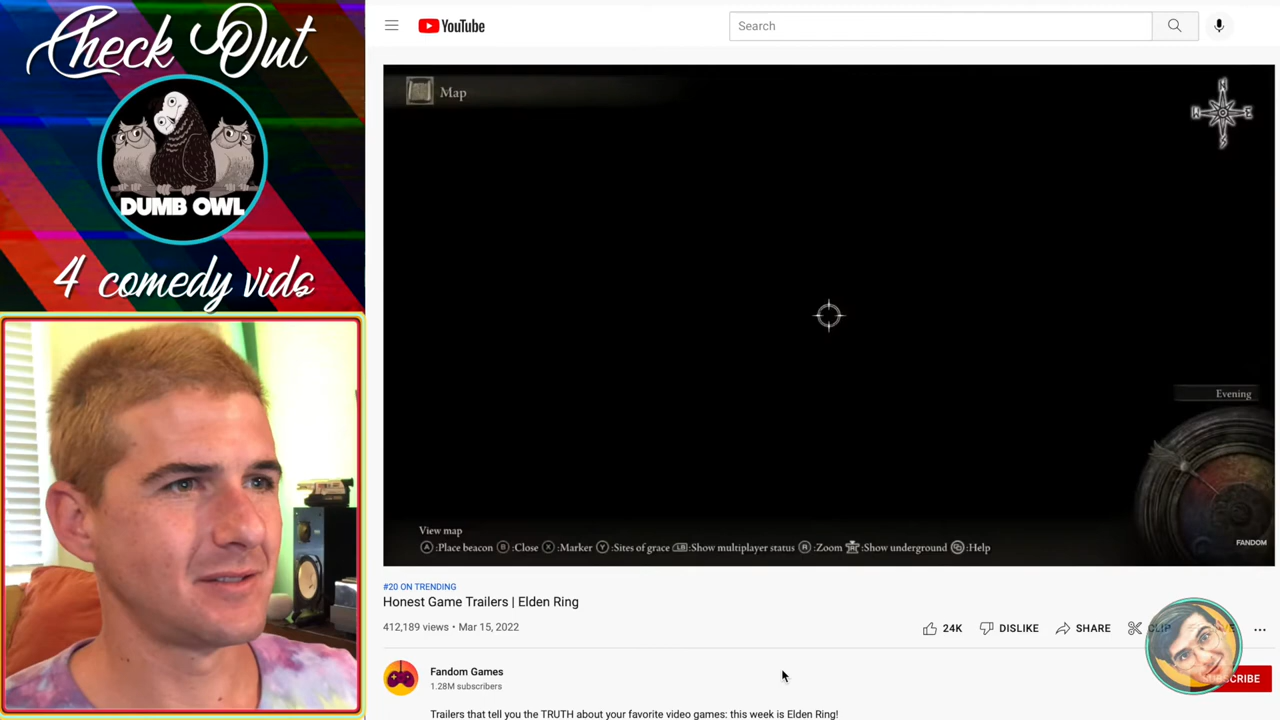 Check Out
DUMB OWL
4 comedy vids
YouTube
Search
Map
N
W E
S
Evening
FANDOM
View map
A :Place beacon B :Close X :Marker Y :Sites of grace LB :Show multiplayer status R :Zoom :Show underground :Help
#20 ON TRENDING
Honest Game Trailers | Elden Ring
412,189 views • Mar 15, 2022
24K DISLIKE SHARE CLIP
SUBSCRIBE
Fandom Games
1.28M subscribers
Trailers that tell you the TRUTH about your favorite video games: this week is Elden Ring!